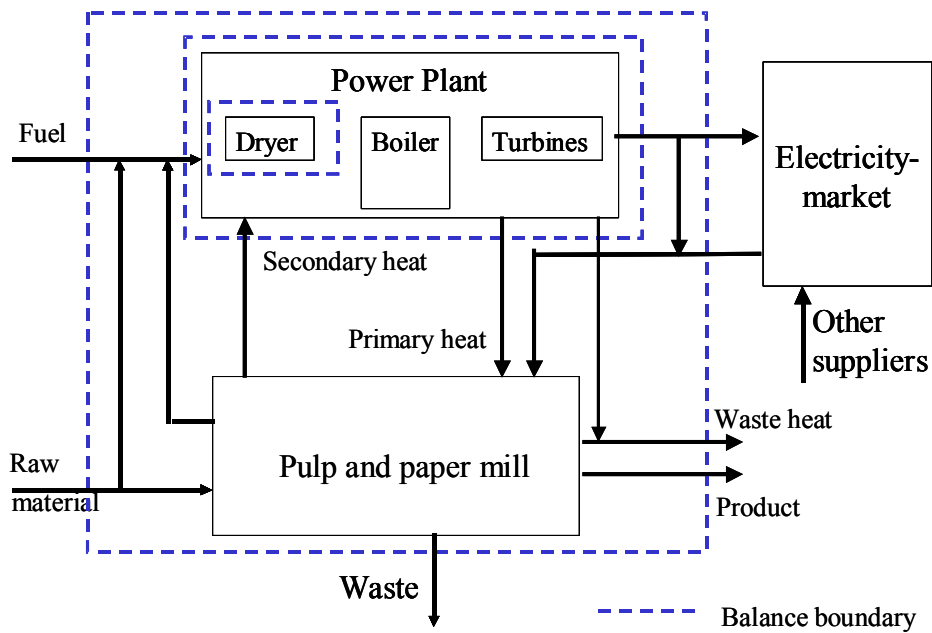 Power Plant
Fuel
Dryer
Boiler
Turbines
Electricity-
market
Secondary heat
Primary heat
Other
suppliers
Waste heat
Raw
material
Pulp and paper mill
Product
Waste
Balance boundary